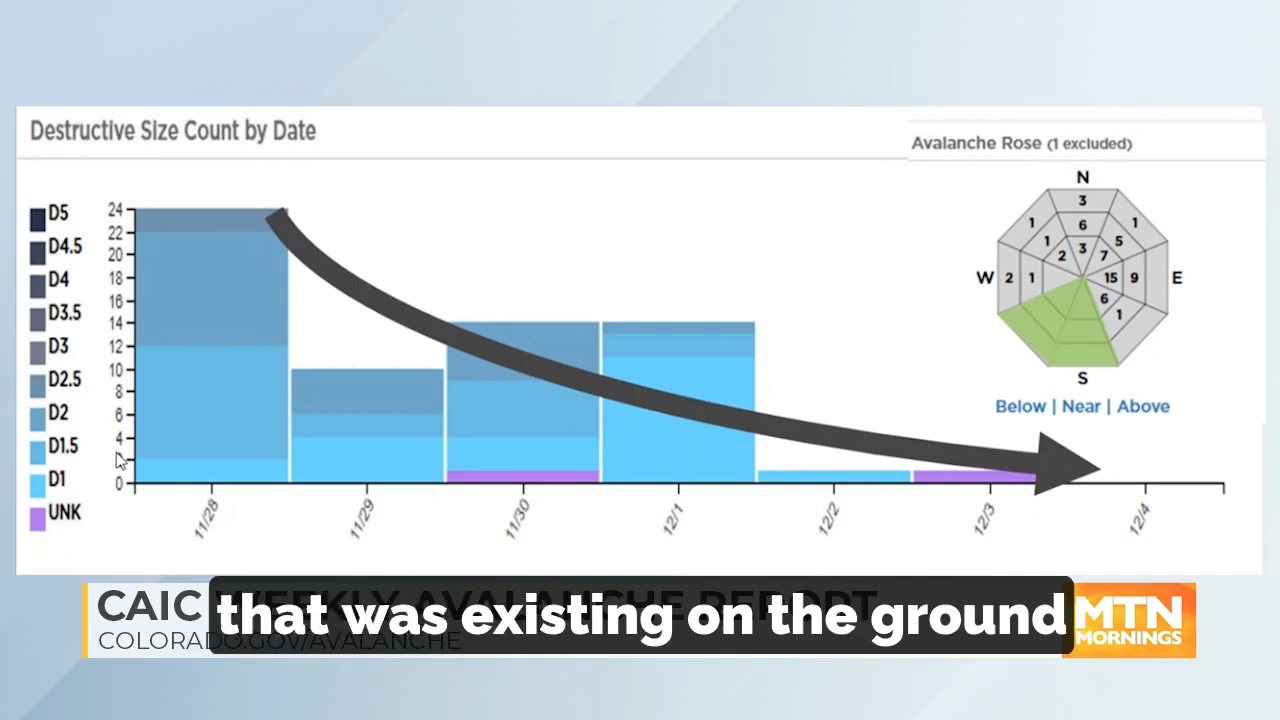 Destructive Size Count by Date
Avalanche Rose (1 excluded)
D5
D4.5
D4
D3.5
D3
D2.5
D2
D1.5
D1
UNK
24
22
20
18
16
14
12
10
8
6
4
0
11/28
11/29
11/30
12/1
12/2
12/3
12/4
N
3
1
1
6
1
5
3
2
7
W
2
1
15
9
E
6
1
S
Below | Near | Above
CAIC WEEKLY AVALANCHE REPORT
COLORADO.GOV/AVALANCHE
that was existing on the ground
MTN
MORNINGS